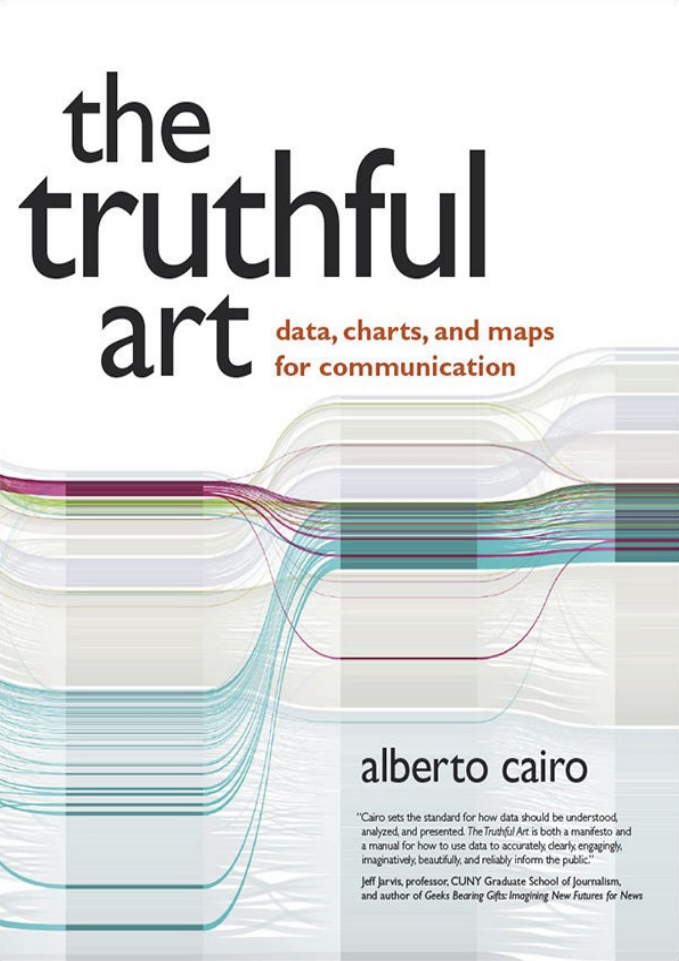 the
truthful
art
data, charts, and maps
for communication
alberto cairo
"Cairo sets the standard for how data should be understood,
analyzed, and presented. The Truthful Art is both a manifesto and
a manual for how to use data to accurately, clearly, engagingly,
imaginatively, beautifully, and reliably inform the public."
Jeff Jarvis, professor, CUNY Graduate School of Journalism,
and author of Geeks Bearing Gifts: Imagining New Futures for News